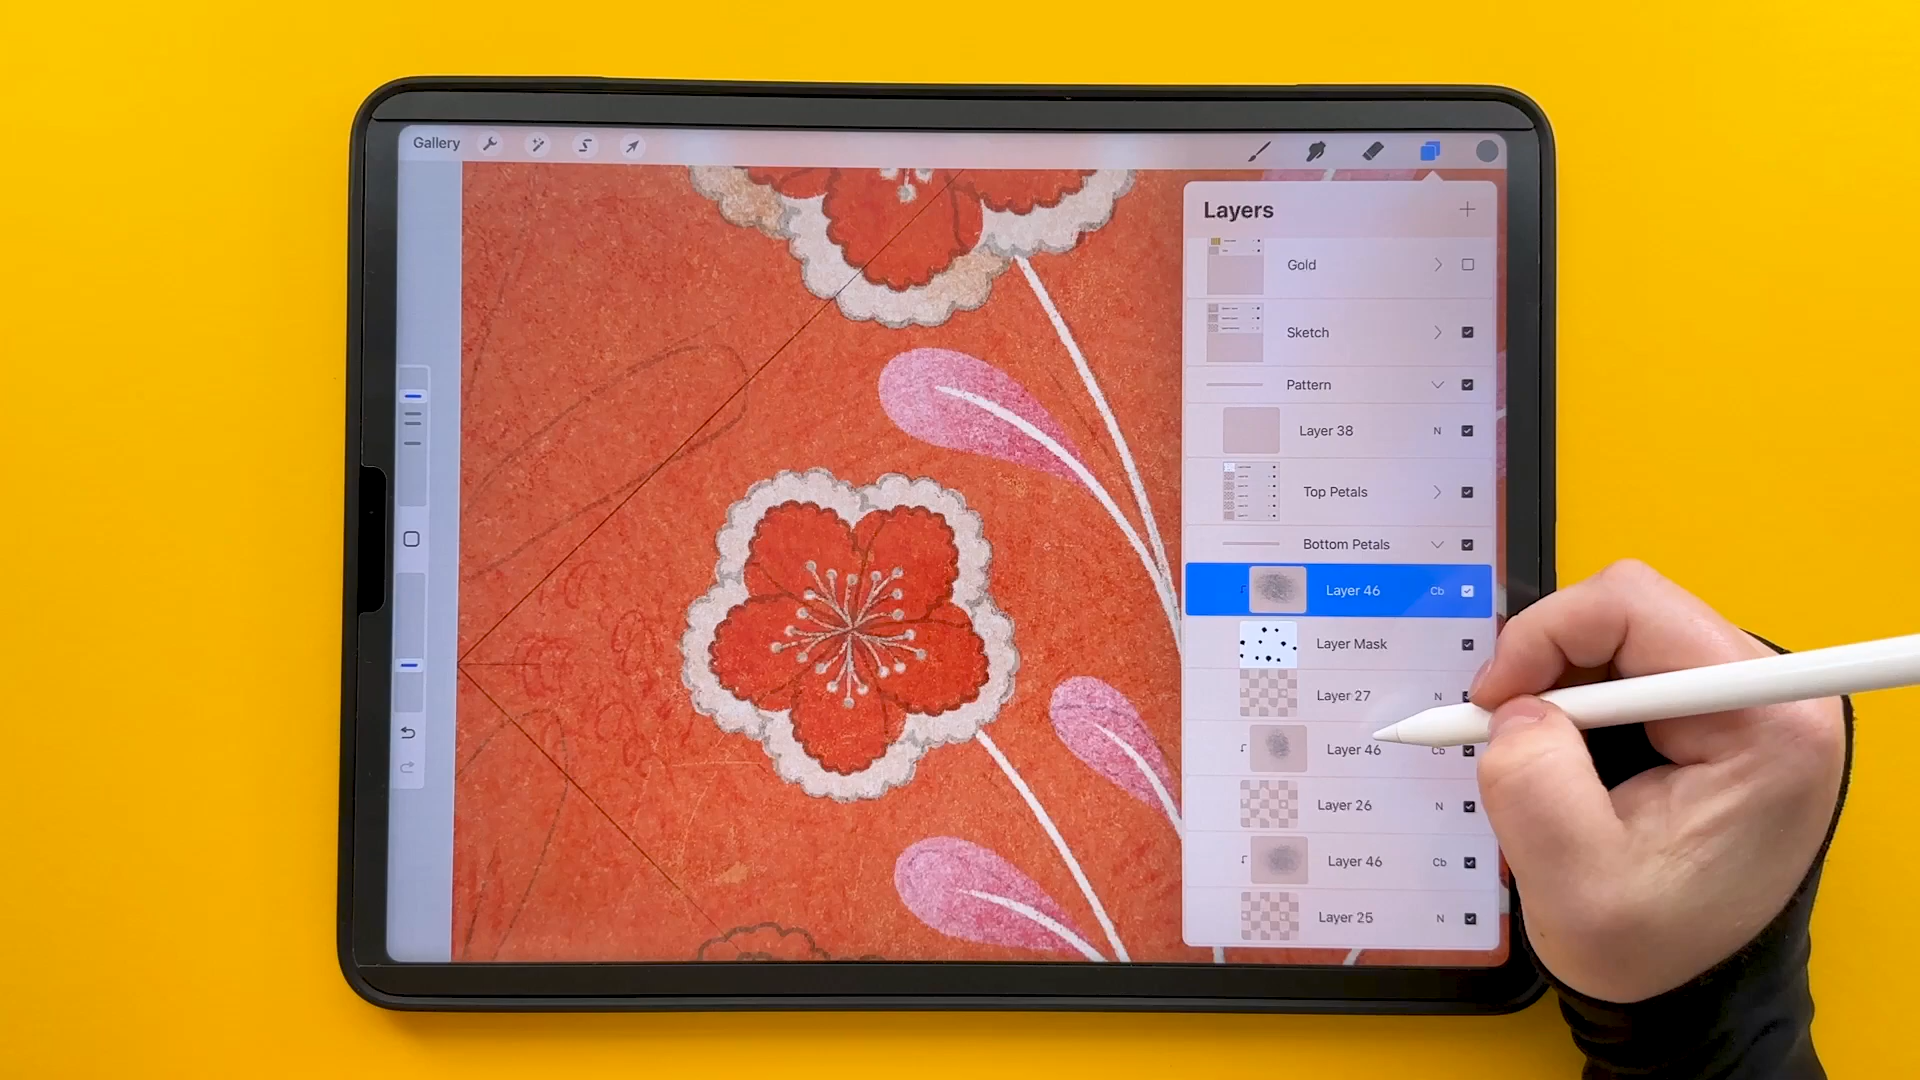 Gallery
Layers
Gold
Sketch
Pattern
Layer 38 N
Top Petals
Bottom Petals
Layer 46 Cb
Layer Mask
Layer 27 N
Layer 46 Cb
Layer 26 N
Layer 46 Cb
Layer 25 N